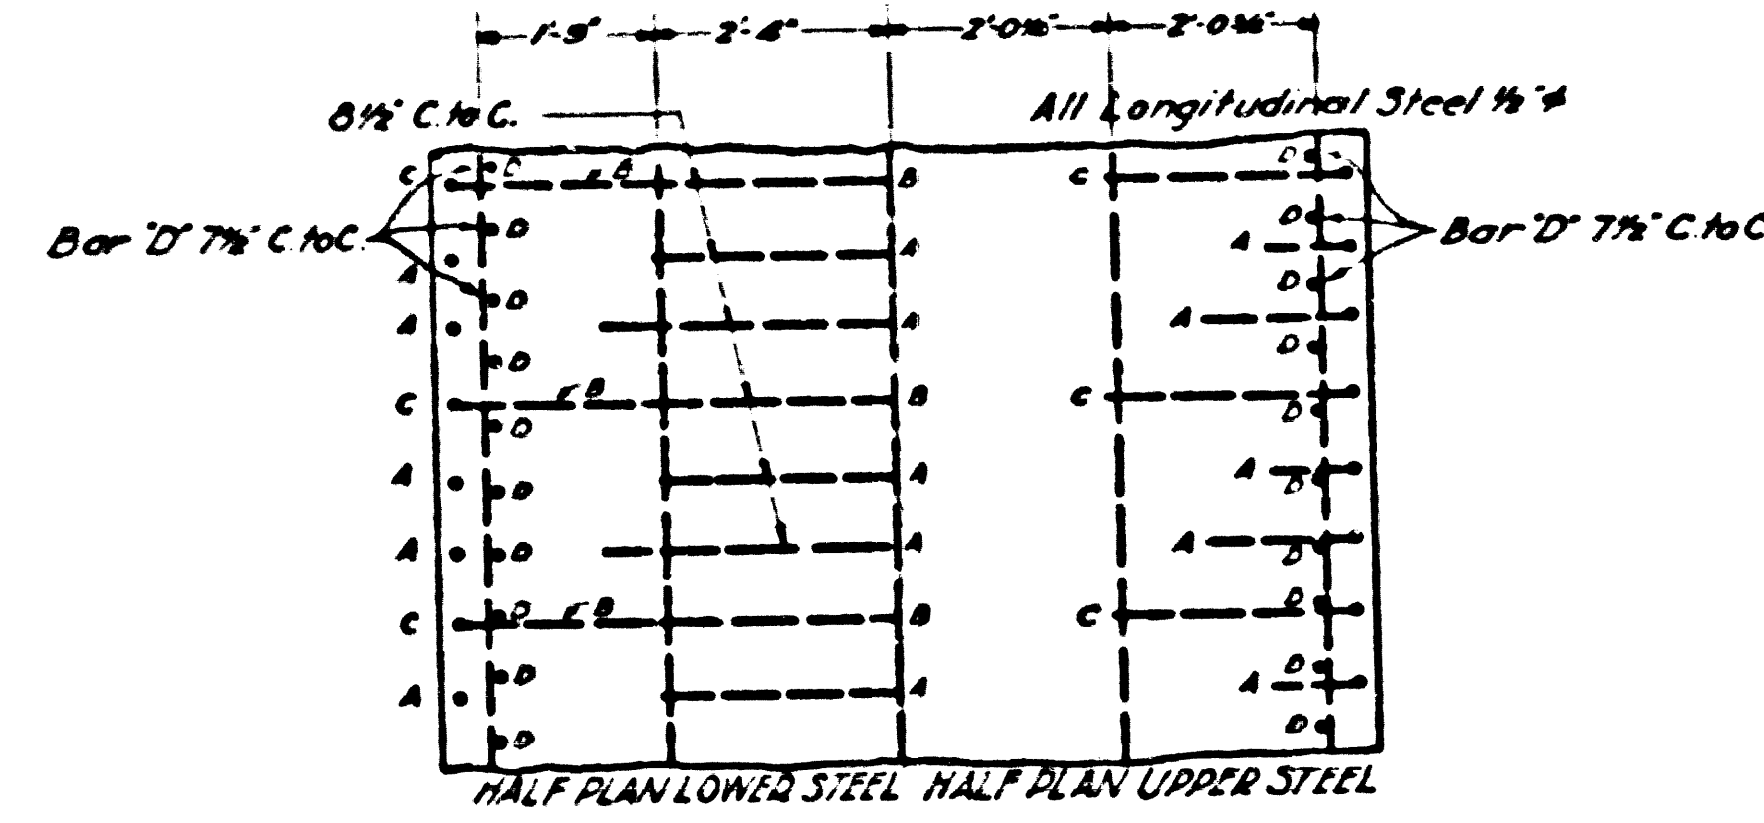 1'-9" 2'-4" 2'-0½" 2'-0½"
8½" C. to C. All Longitudinal Steel ½" ϕ
C D B B C D
Bar "D" 7½" C. to C. D D Bar "D" 7½" C. to C
A A A
D D
A A A
D D
C B B C
D D
A A A
D D
A D A A D
C D B B C D
D D
A A A
D D
HALF PLAN LOWER STEEL HALF PLAN UPPER STEEL